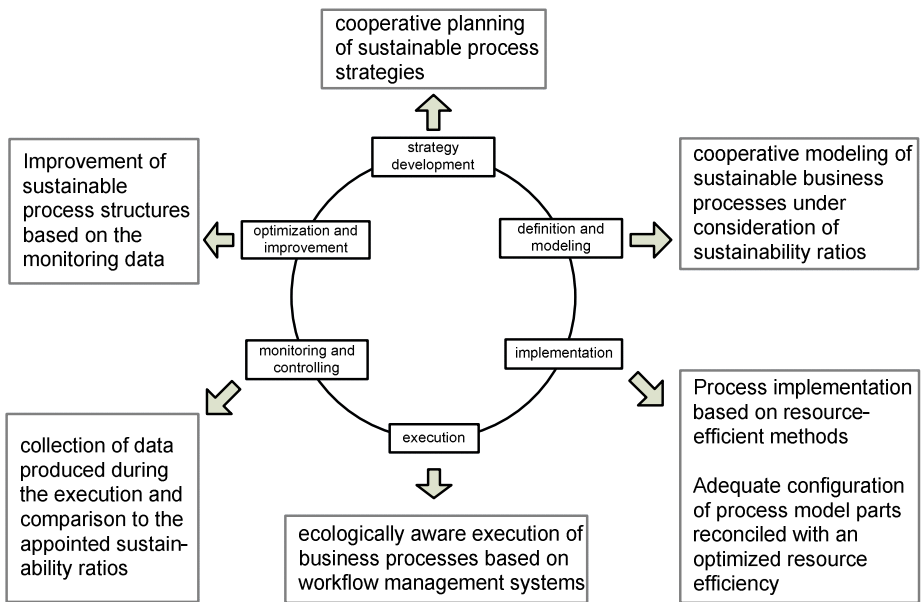 cooperative planning
of sustainable process
strategies
strategy
development
Improvement of
sustainable
process structures
based on the
monitoring data
optimization and
improvement
definition and
modeling
cooperative modeling of
sustainable business
processes under
consideration of
sustainability ratios
monitoring and
controlling
implementation
execution
collection of data
produced during
the execution and
comparison to the
appointed sustain-
ability ratios
ecologically aware execution of
business processes based on
workflow management systems
Process implementation
based on resource-
efficient methods
Adequate configuration
of process model parts
reconciled with an
optimized resource
efficiency